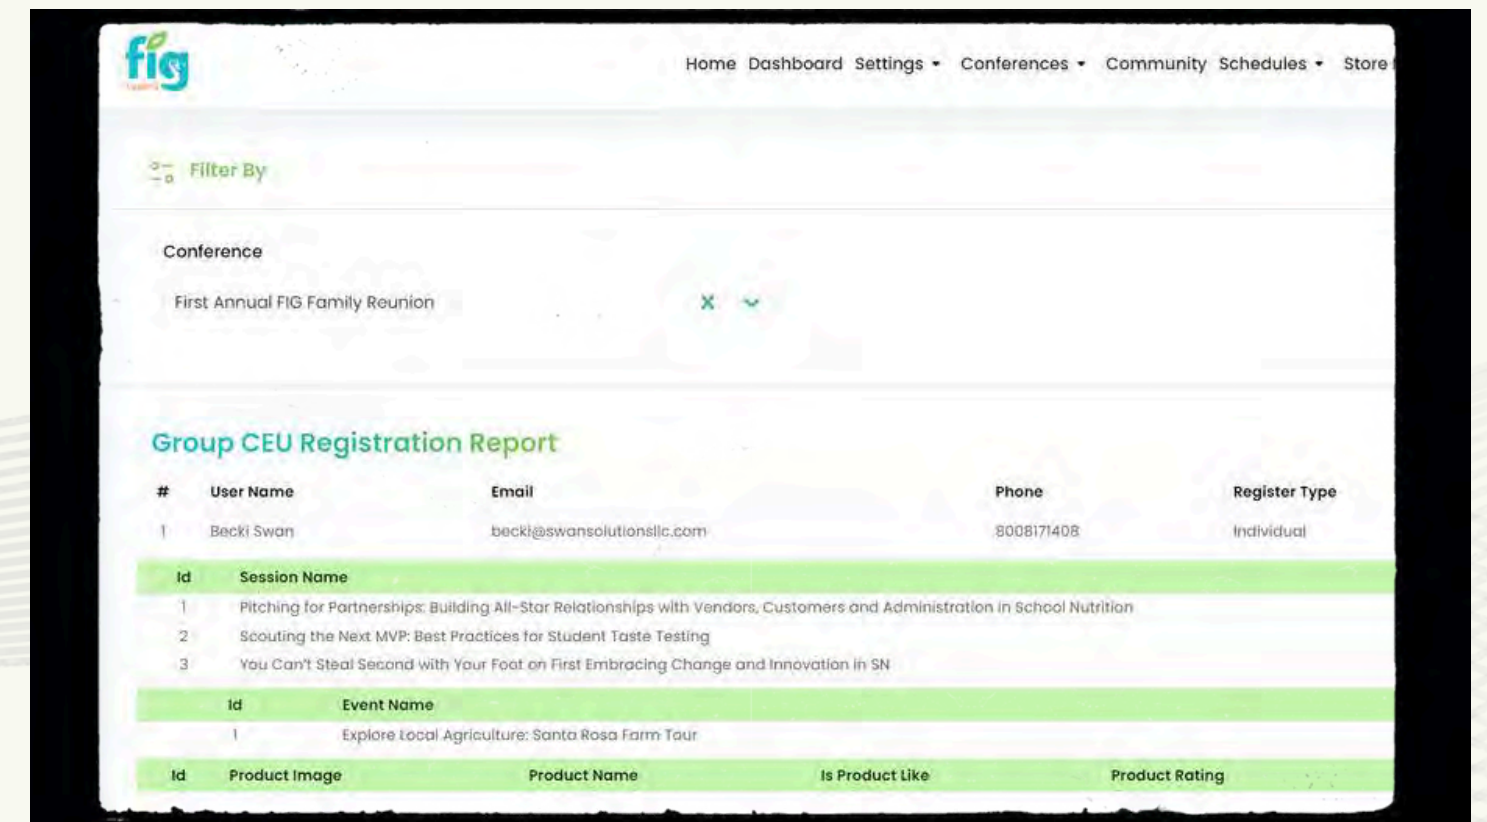 fig
Home Dashboard Settings Conferences Community Schedules Store
Filter By
Conference
First Annual FIG Family Reunion
Group CEU Registration Report
# User Name Email Phone Register Type
1 Becki Swan becki@swansolutionsllc.com 8008171408 Individual
Id Session Name
1 Pitching for Partnerships: Building All-Star Relationships with Vendors, Customers and Administration in School Nutrition
2 Scouting the Next MVP: Best Practices for Student Taste Testing
3 You Can't Steal Second with Your Foot on First Embracing Change and Innovation in SN
Id Event Name
1 Explore Local Agriculture: Santa Rosa Farm Tour
Id Product Image Product Name Is Product Like Product Rating